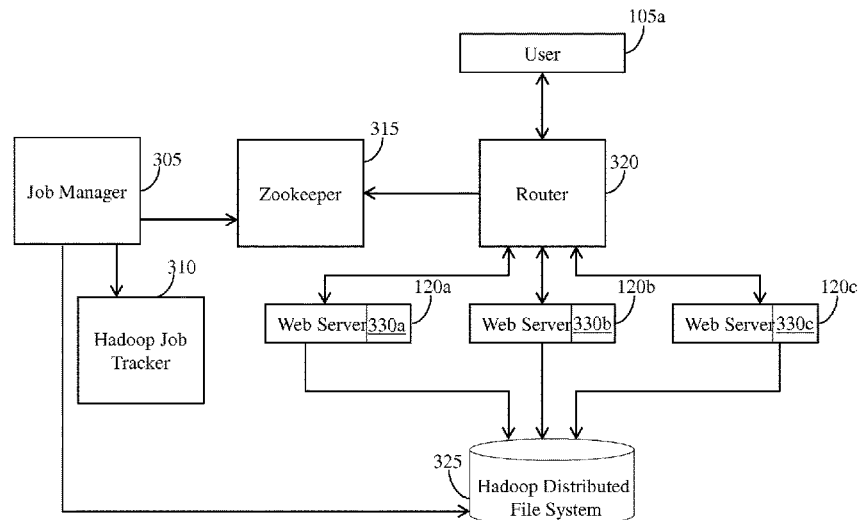 105a
User
315
305
320
Job Manager
Zookeeper
Router
310
120a
120b
120c
Web Server 330a
Web Server 330b
Web Server 330c
Hadoop Job
Tracker
325
Hadoop Distributed
File System